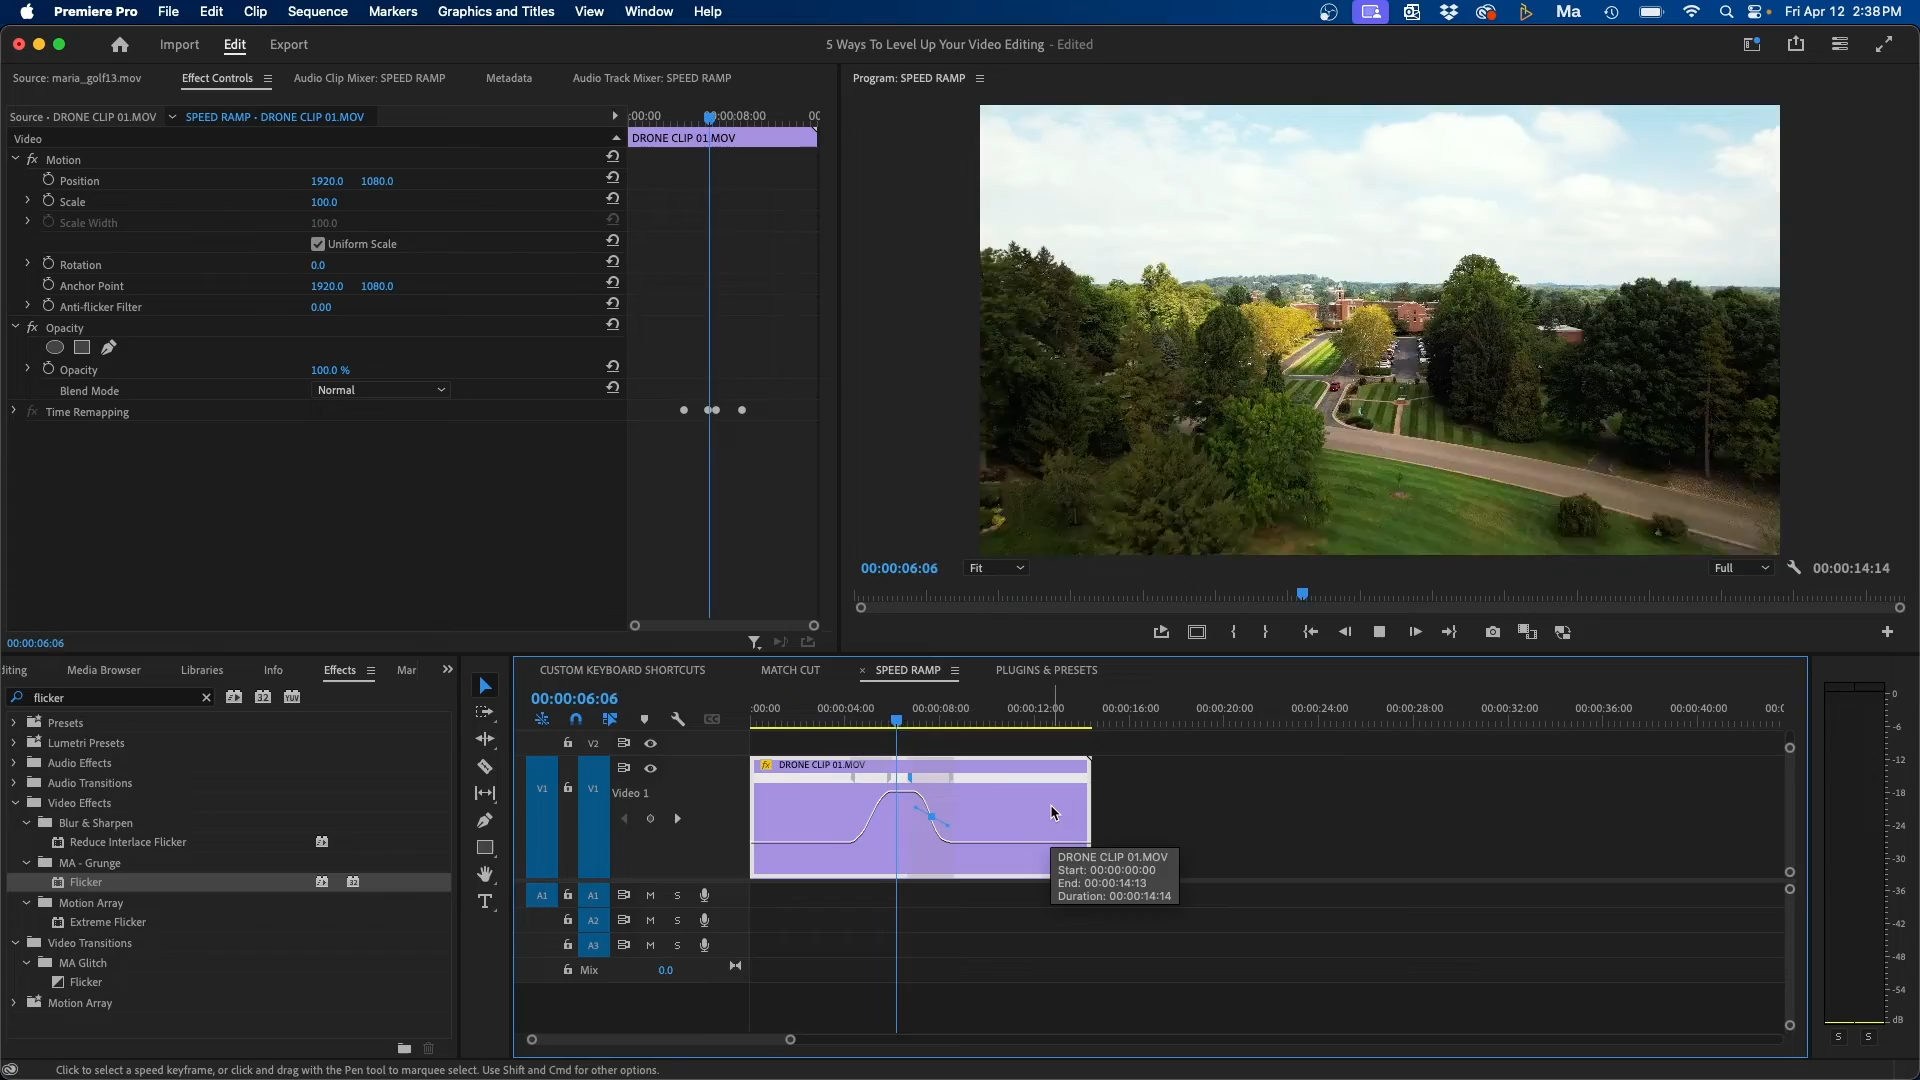 Premiere Pro File Edit Clip Sequence Markers Graphics and Titles View Window Help Ma Fri Apr 12 2:38 PM
Import Edit Export 5 Ways To Level Up Your Video Editing - Edited
Source: maria_golf13.mov Effect Controls Audio Clip Mixer: SPEED RAMP Metadata Audio Track Mixer: SPEED RAMP
Program: SPEED RAMP
Source • DRONE CLIP 01.MOV SPEED RAMP • DRONE CLIP 01.MOV
:00:00 00:08:00
DRONE CLIP 01.MOV
Video
fx Motion
Position 1920.0 1080.0
Scale 100.0
Scale Width 100.0
Uniform Scale
Rotation 0.0
Anchor Point 1920.0 1080.0
Anti-flicker Filter 0.00
fx Opacity
Opacity 100.0 %
Blend Mode Normal
fx Time Remapping
00:00:06:06
00:00:06:06 Fit Full 00:00:14:14
iting Media Browser Libraries Info Effects Mar
flicker 32 YUV
Presets
Lumetri Presets
Audio Effects
Audio Transitions
Video Effects
Blur & Sharpen
Reduce Interlace Flicker
MA - Grunge
Flicker 32
Motion Array
Extreme Flicker
Video Transitions
MA Glitch
Flicker
Motion Array
CUSTOM KEYBOARD SHORTCUTS MATCH CUT × SPEED RAMP PLUGINS & PRESETS
00:00:06:06
:00:00 00:00:04:00 00:00:08:00 00:00:12:00 00:00:16:00 00:00:20:00 00:00:24:00 00:00:28:00 00:00:32:00 00:00:36:00 00:00:40:00 00:0
V2
V1 V1 Video 1
fx DRONE CLIP 01.MOV
DRONE CLIP 01.MOV
Start: 00:00:00:00
End: 00:00:14:13
Duration: 00:00:14:14
A1 A1 M S
A2 M S
A3 M S
Mix 0.0
0
-6
-12
-18
-24
-30
-36
-42
-48
-54
dB
S S
Click to select a speed keyframe, or click and drag with the Pen tool to marquee select. Use Shift and Cmd for other options.